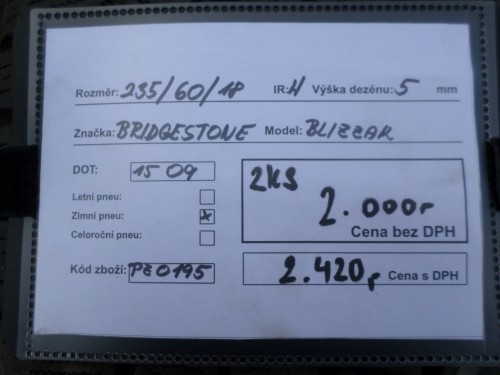 Rozměr: 235/60/18 IR: H Výška dezénu: 5 mm
Značka: BRIDGESTONE Model: BLIZZAK
DOT: 15 09
Letní pneu:
Zimní pneu: x
Celoroční pneu:
2KS
2.000,-
Cena bez DPH
Kód zboží: PZ0195
2.420,- Cena s DPH